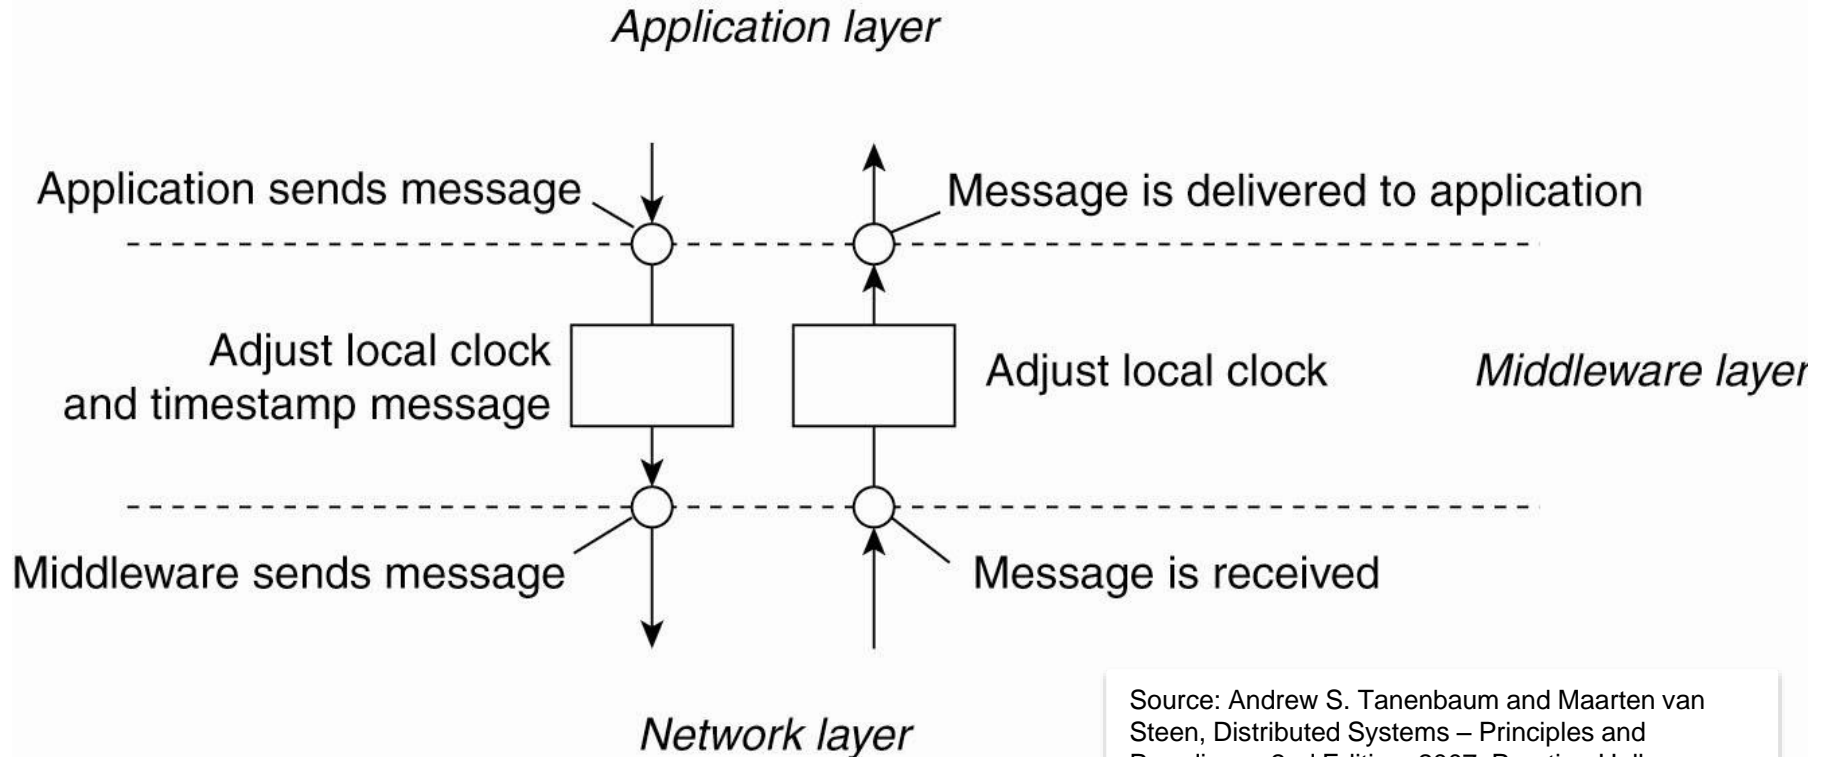 Application layer
Application sends message
Message is delivered to application
Adjust local clock
and timestamp message
Adjust local clock
Middleware layer
Middleware sends message
Message is received
Network layer
Source: Andrew S. Tanenbaum and Maarten van
Steen, Distributed Systems – Principles and